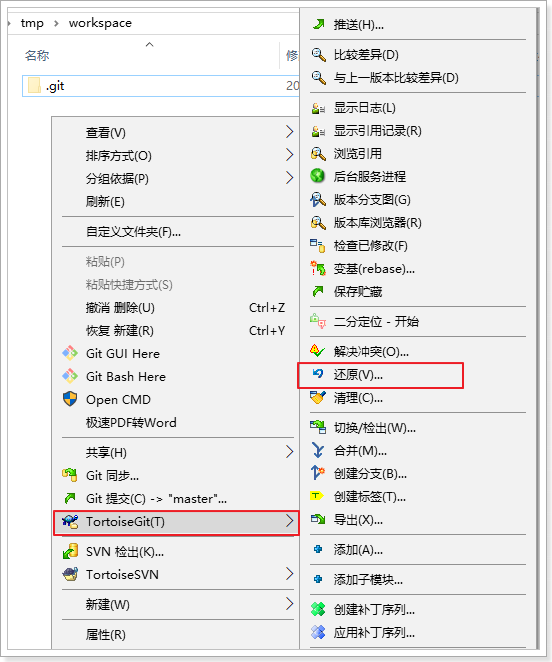 tmp
workspace
名称
修
.git
20
查看(V)
排序方式(O)
分组依据(P)
刷新(E)
自定义文件夹(F)...
粘贴(P)
粘贴快捷方式(S)
撤消 删除(U) Ctrl+Z
恢复 新建(R) Ctrl+Y
Git GUI Here
Git Bash Here
Open CMD
极速PDF转Word
共享(H)
Git 同步...
Git 提交(C) -> "master"...
TortoiseGit(T)
SVN 检出(K)...
TortoiseSVN
新建(W)
属性(R)
推送(H)...
比较差异(D)
与上一版本比较差异(D)
显示日志(L)
显示引用记录(R)
浏览引用
后台服务进程
版本分支图(G)
版本库浏览器(R)
检查已修改(F)
变基(rebase)...
保存贮藏
二分定位 - 开始
解决冲突(O)...
还原(V)...
清理(C)...
切换/检出(W)...
合并(M)...
创建分支(B)...
创建标签(T)...
导出(X)...
添加(A)...
添加子模块...
创建补丁序列...
应用补丁序列...